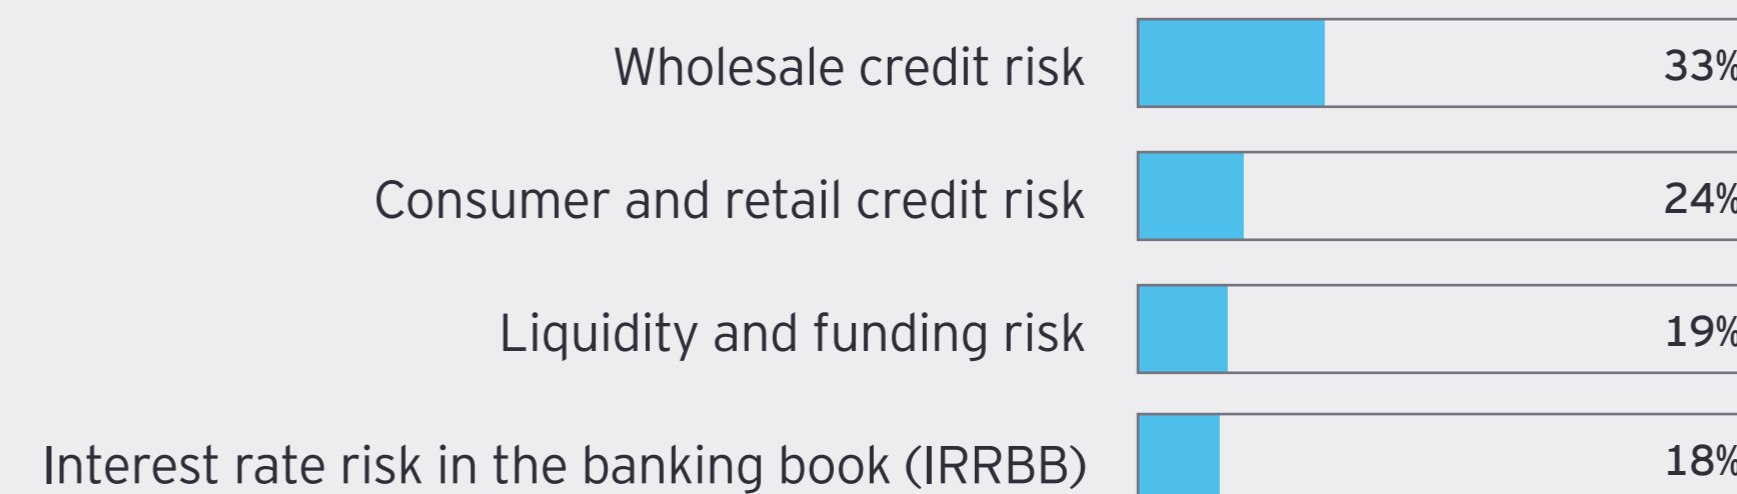 Wholesale credit risk 33%
Consumer and retail credit risk 24%
Liquidity and funding risk 19%
Interest rate risk in the banking book (IRRBB) 18%